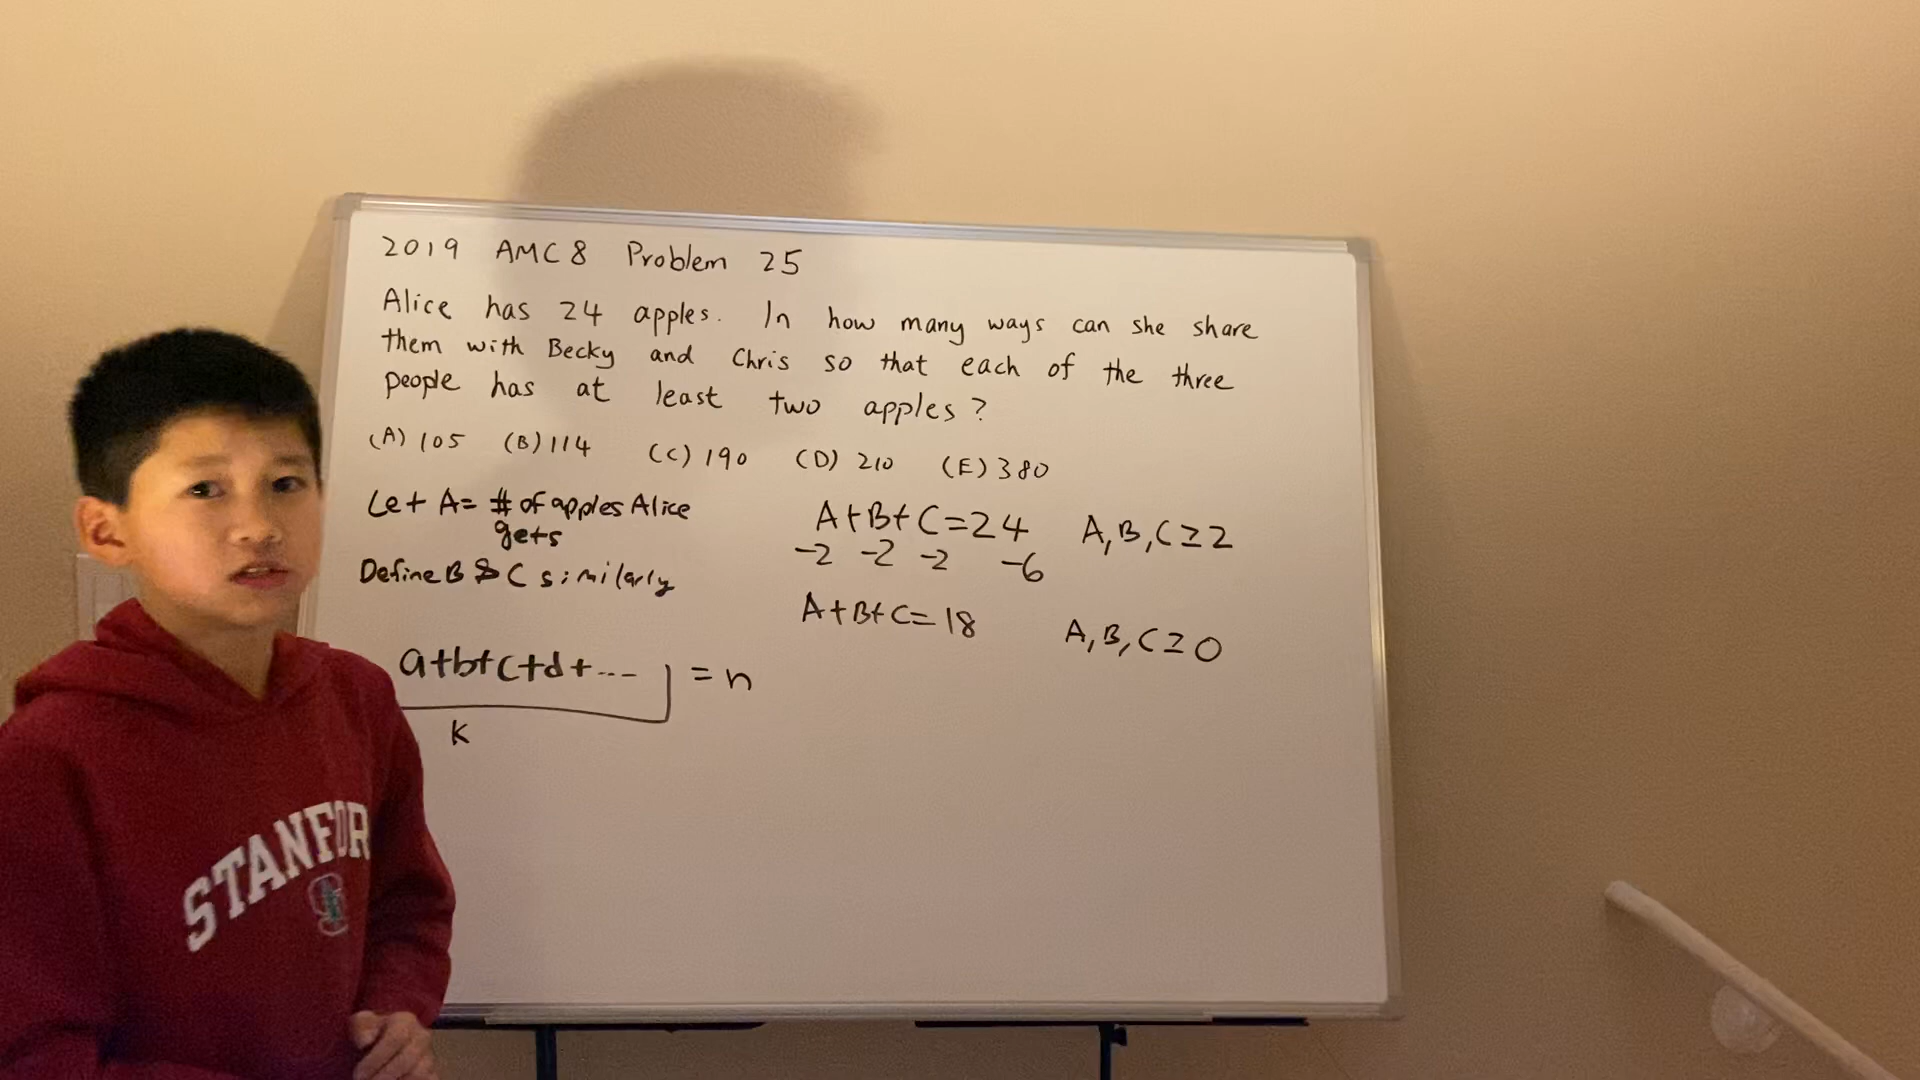 2019 AMC 8 Problem 25
Alice has 24 apples. In how many ways can she share
them with Becky and Chris so that each of the three
people has at least two apples?
(A) 105 (B) 114 (C) 190 (D) 210 (E) 380
Let A = # of apples Alice
gets
Define B & C similarly
A+B+C=24 A, B, C ≥ 2
-2 -2 -2 -6
A+B+C=18 A, B, C ≥ 0
a+b+c+d+... = n
k
STANFOR
S